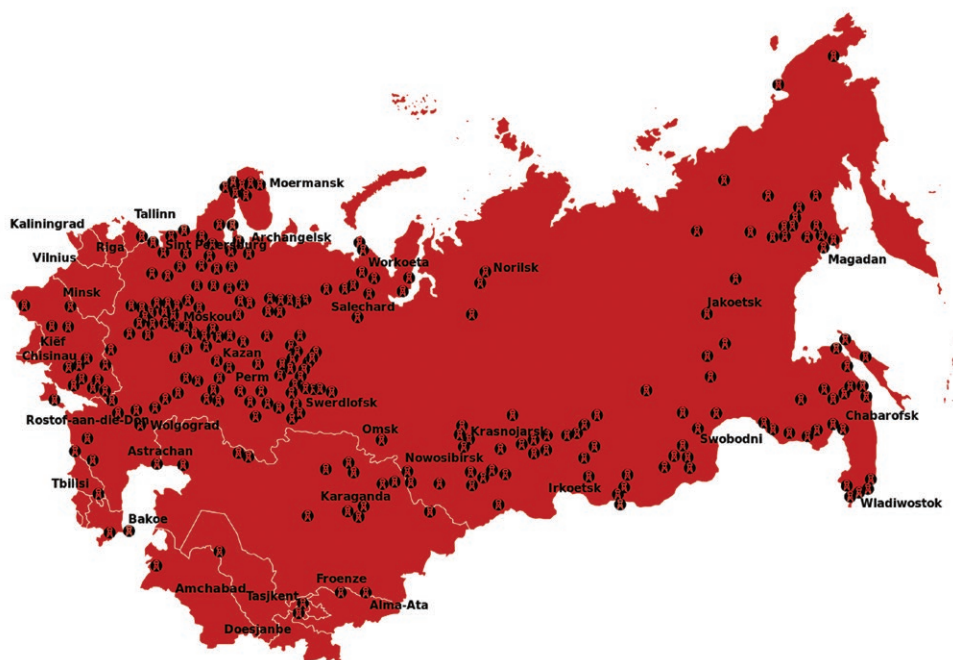 Moermansk
Tallinn
Kaliningrad
Archangelsk
Riga
Sint Petersburg
Vilnius
Workoeta
Norilsk
Magadan
Minsk
Salechard
Jakoetsk
Moskou
Kiëf
Chisinau
Kazan
Perm
Swerdlofsk
Rostof-aan-die-Don
Wolgograd
Omsk
Krasnojarsk
Chabarofsk
Swobodni
Astrachan
Nowosibirsk
Tbilisi
Karaganda
Irkoetsk
Wladiwostok
Bakoe
Froenze
Amchabad
Tasjkent
Alma-Ata
Doesjanbe